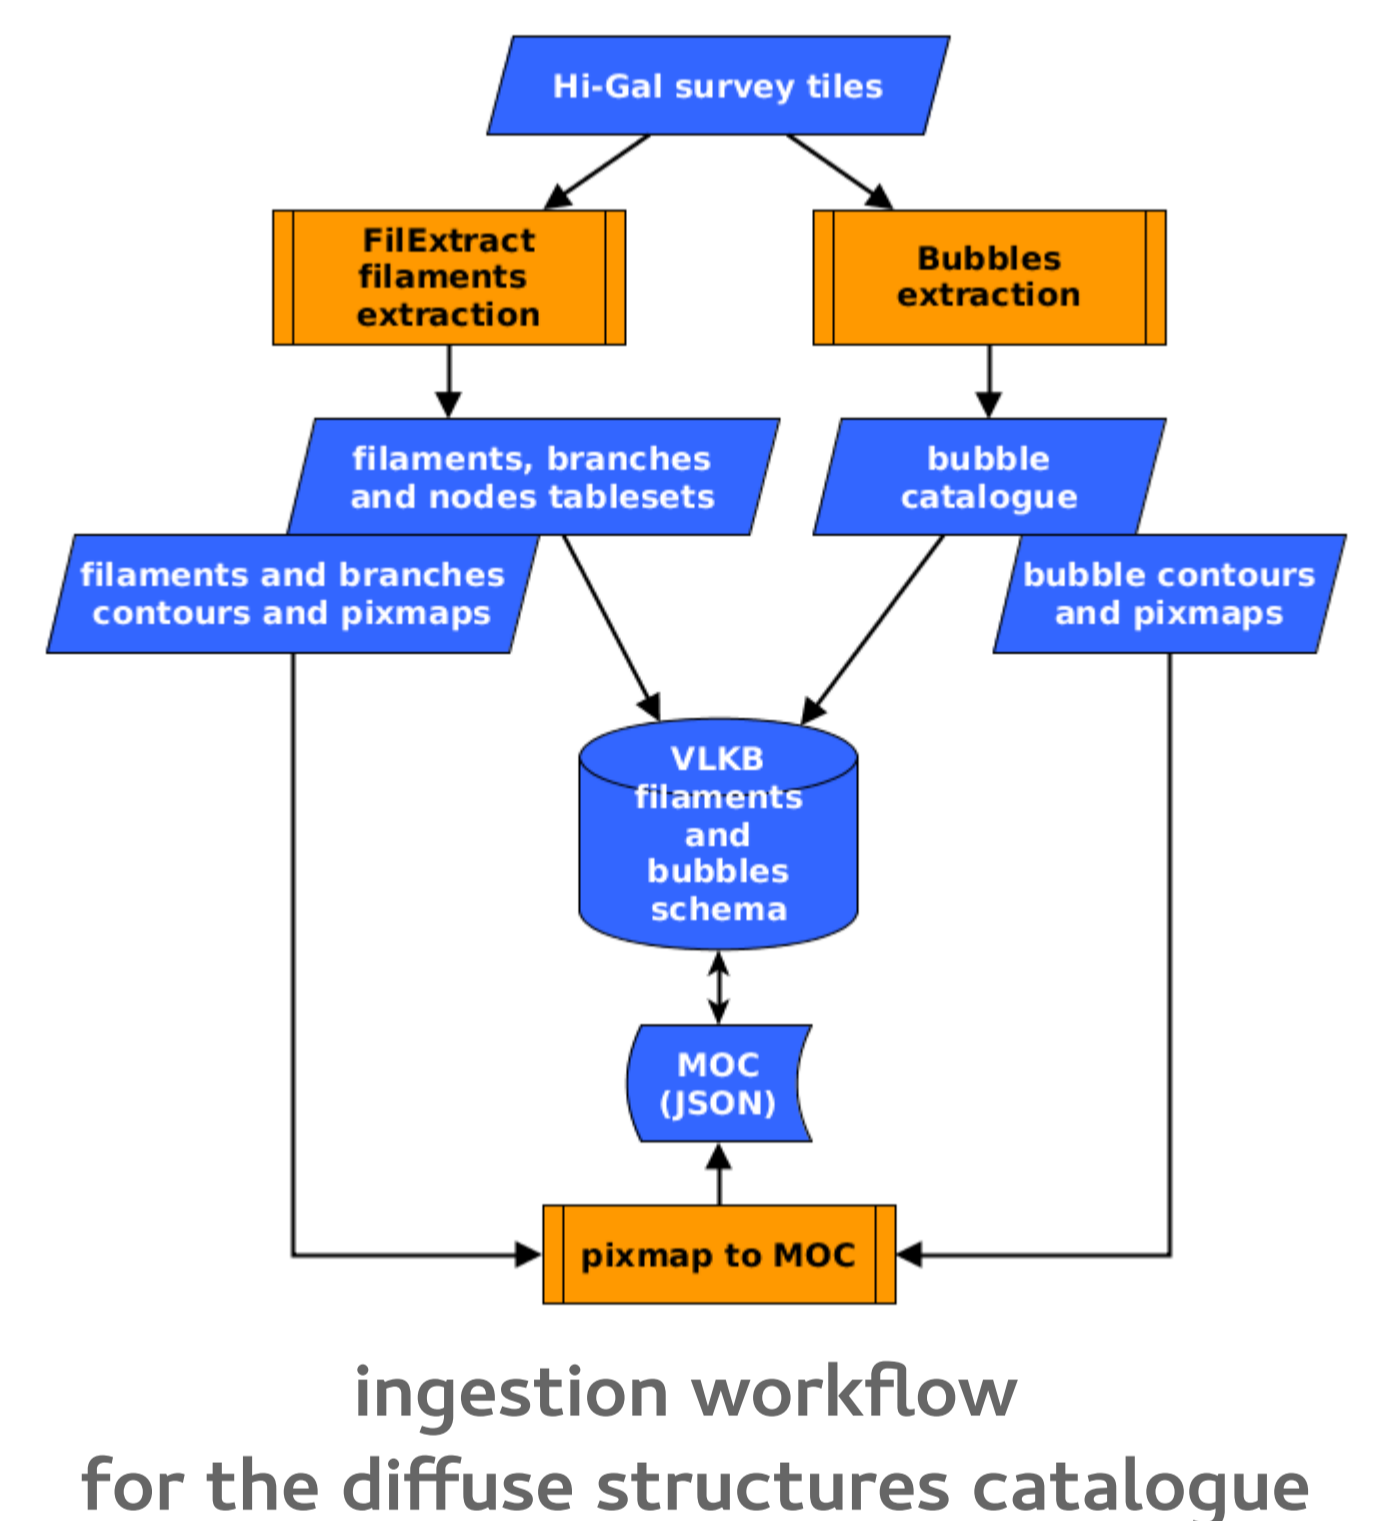 Hi-Gal survey tiles
FilExtract
filaments
extraction
Bubbles
extraction
filaments, branches
and nodes tablesets
bubble
catalogue
filaments and branches
contours and pixmaps
bubble contours
and pixmaps
VLKB
filaments
and
bubbles
schema
MOC
(JSON)
pixmap to MOC
ingestion workflow
for the diffuse structures catalogue